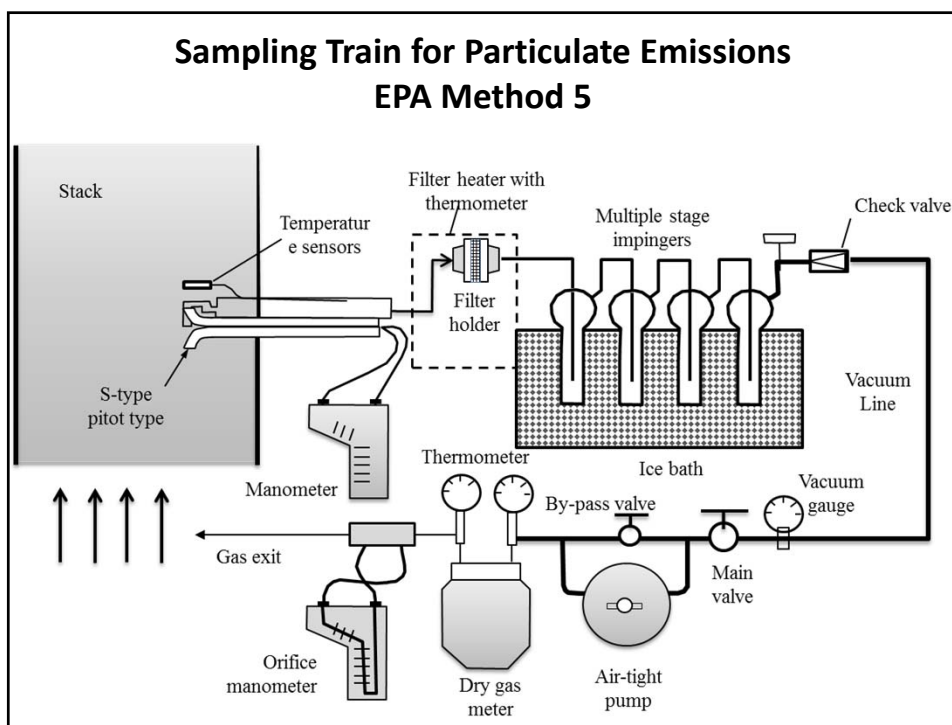 Sampling Train for Particulate Emissions
EPA Method 5
Stack
Temperatur
e sensors
Filter heater with
thermometer
Multiple stage
impingers
Check valve
Filter
holder
S-type
pitot type
Vacuum
Line
Manometer
Thermometer
Ice bath
By-pass valve
Vacuum
gauge
Gas exit
Main
valve
Orifice
manometer
Dry gas
meter
Air-tight
pump